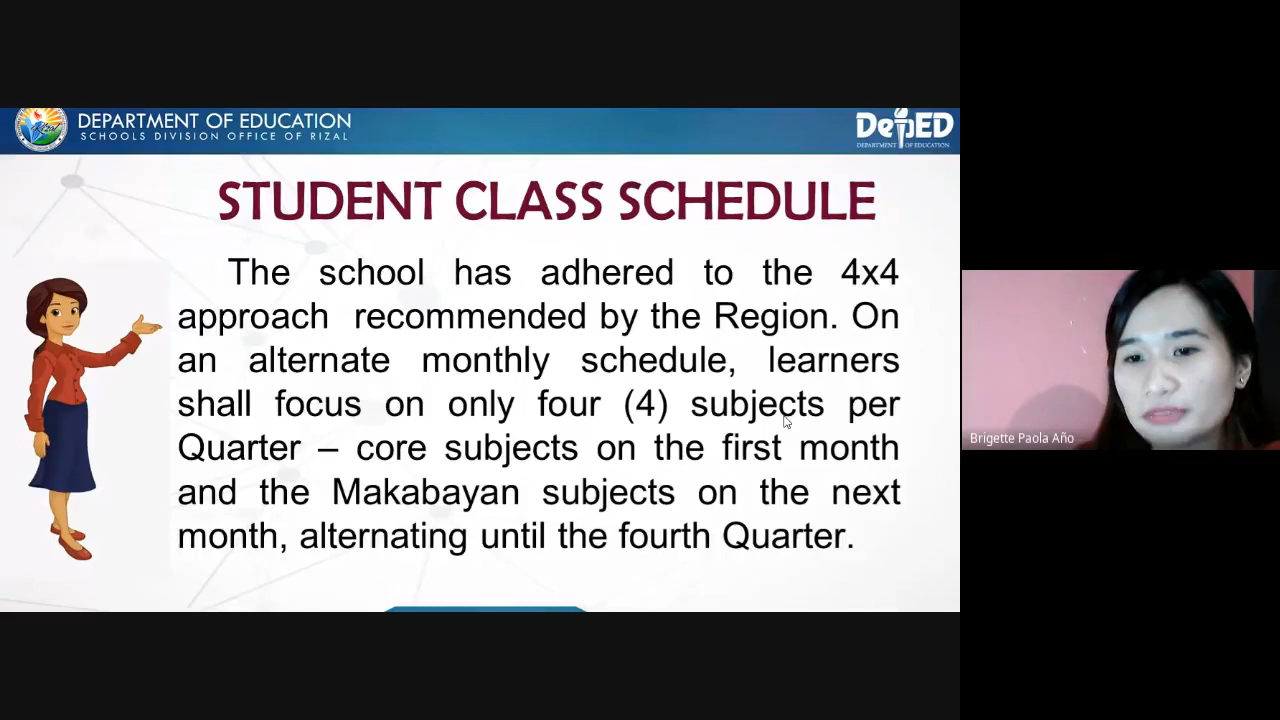 DEPARTMENT OF EDUCATION
SCHOOLS DIVISION OFFICE OF RIZAL
DepED
DEPARTMENT OF EDUCATION
STUDENT CLASS SCHEDULE
The school has adhered to the 4x4
approach recommended by the Region. On
an alternate monthly schedule, learners
shall focus on only four (4) subjects per
Quarter – core subjects on the first month
and the Makabayan subjects on the next
month, alternating until the fourth Quarter.
Brigette Paola Año